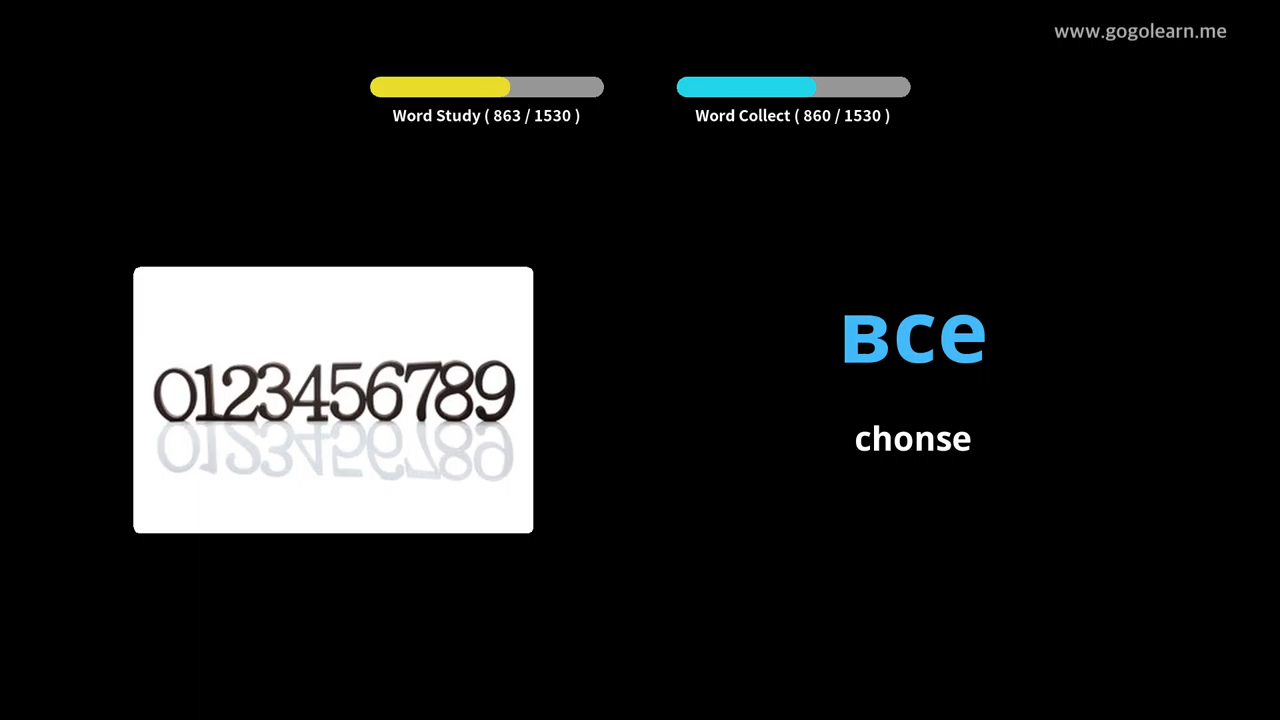 www.gogolearn.me
Word Study ( 863 / 1530 )
Word Collect ( 860 / 1530 )
0123456789
все
chonse